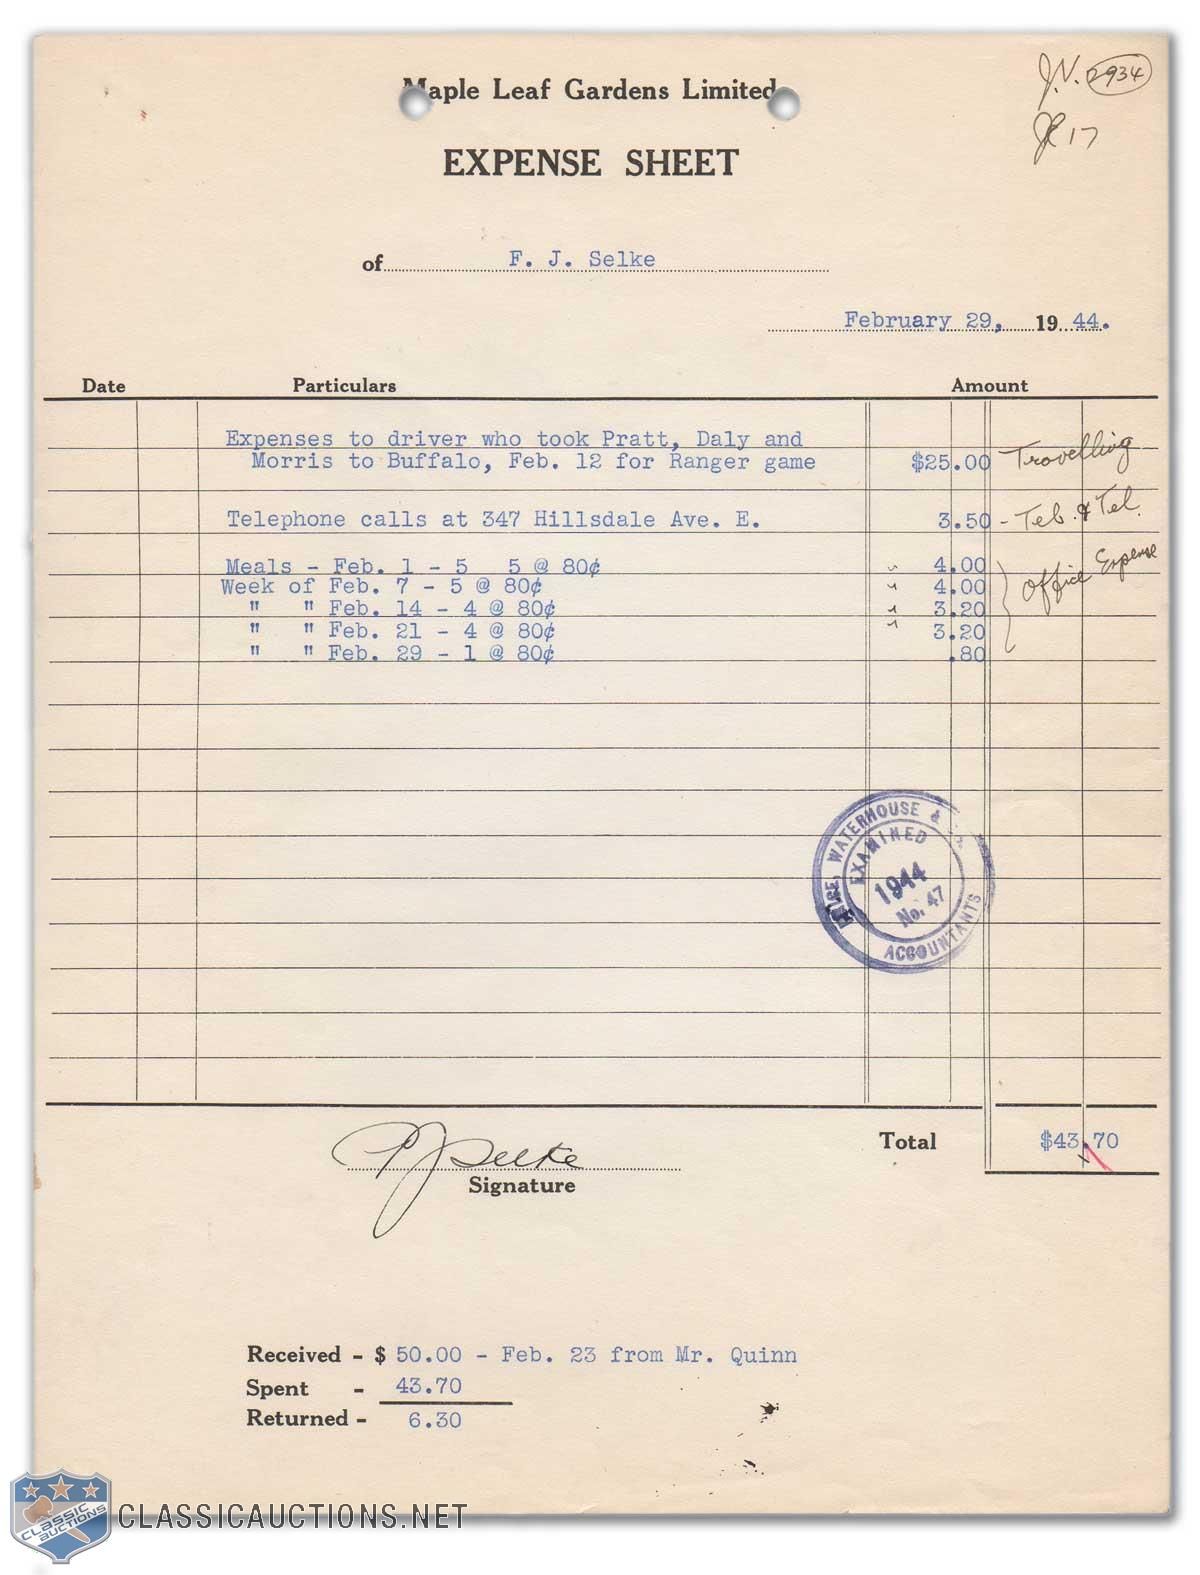 Maple Leaf Gardens Limited
J.V. 2934
17
EXPENSE SHEET
of F. J. Selke
February 29, 19 44.
Date Particulars Amount
Expenses to driver who took Pratt, Daly and
Morris to Buffalo, Feb. 12 for Ranger game $25.00 Travelling
Telephone calls at 347 Hillsdale Ave. E. 3.50 - Tel. & Tel.
Meals - Feb. 1 - 5 5 @ 80¢ 4.00 Office Expense
Week of Feb. 7 - 5 @ 80¢ 4.00
" " Feb. 14 - 4 @ 80¢ 3.20
" " Feb. 21 - 4 @ 80¢ 3.20
" " Feb. 29 - 1 @ 80¢ .80
WATERHOUSE &
EXAMINED
1944
No. 47
ACCOUNTANTS
Total $43.70
F J Selke
Signature
Received - $ 50.00 - Feb. 23 from Mr. Quinn
Spent - 43.70
Returned - 6.30
CLASSIC
AUCTIONS
CLASSICAUCTIONS.NET